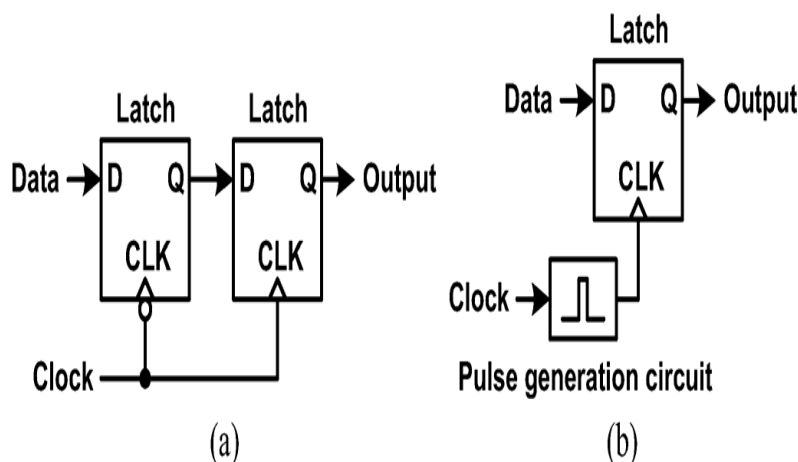 Latch
Latch
Data
D
Q
D
Q
Output
CLK
CLK
Clock
(a)
Latch
Data
D
Q
Output
CLK
Clock
Pulse generation circuit
(b)